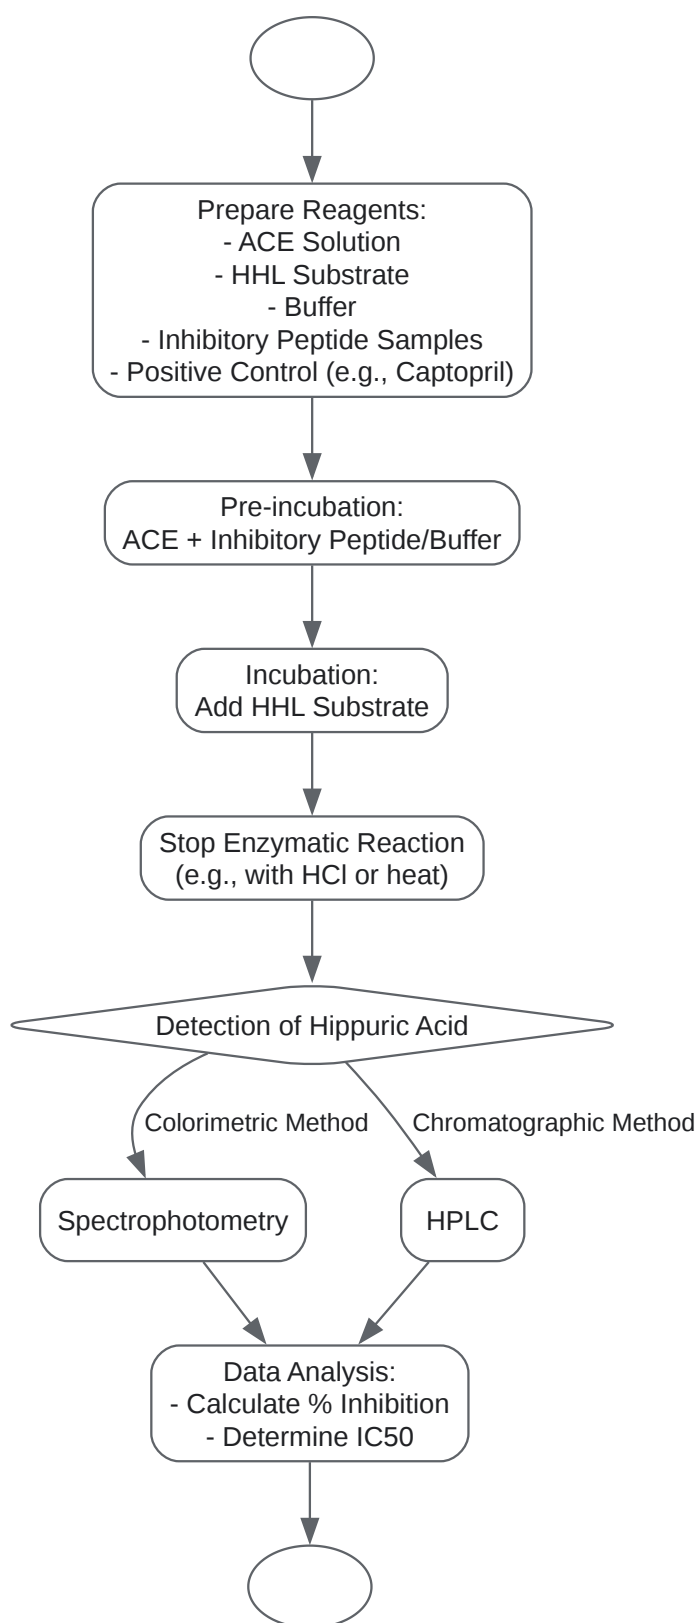 Prepare Reagents:
- ACE Solution
- HHL Substrate
- Buffer
- Inhibitory Peptide Samples
- Positive Control (e.g., Captopril)
Pre-incubation:
ACE + Inhibitory Peptide/Buffer
Incubation:
Add HHL Substrate
Stop Enzymatic Reaction
(e.g., with HCl or heat)
Detection of Hippuric Acid
Colorimetric Method
Chromatographic Method
Spectrophotometry
HPLC
Data Analysis:
- Calculate % Inhibition
- Determine IC50